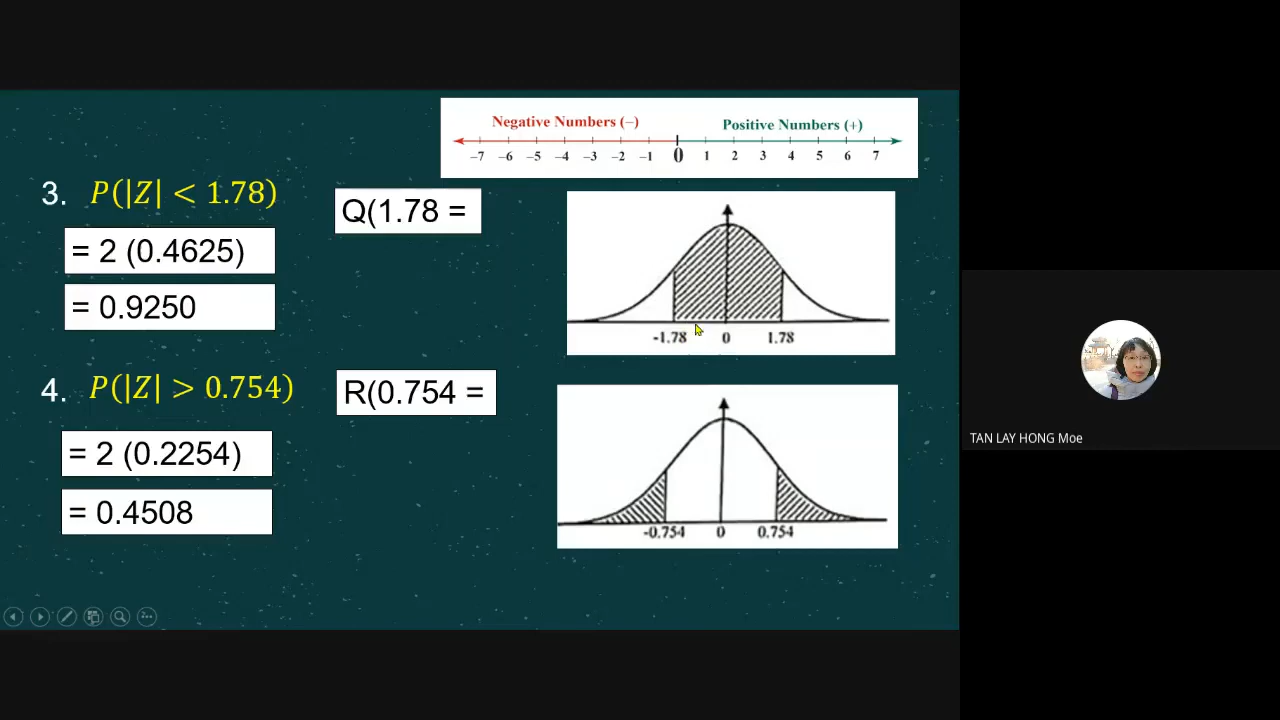 Negative Numbers (–) Positive Numbers (+)
–7 –6 –5 –4 –3 –2 –1 0 1 2 3 4 5 6 7
3. P(|Z| < 1.78)
Q(1.78 =
= 2 (0.4625)
= 0.9250
-1.78 0 1.78
4. P(|Z| > 0.754)
R(0.754 =
= 2 (0.2254)
= 0.4508
-0.754 0 0.754
TAN LAY HONG Moe